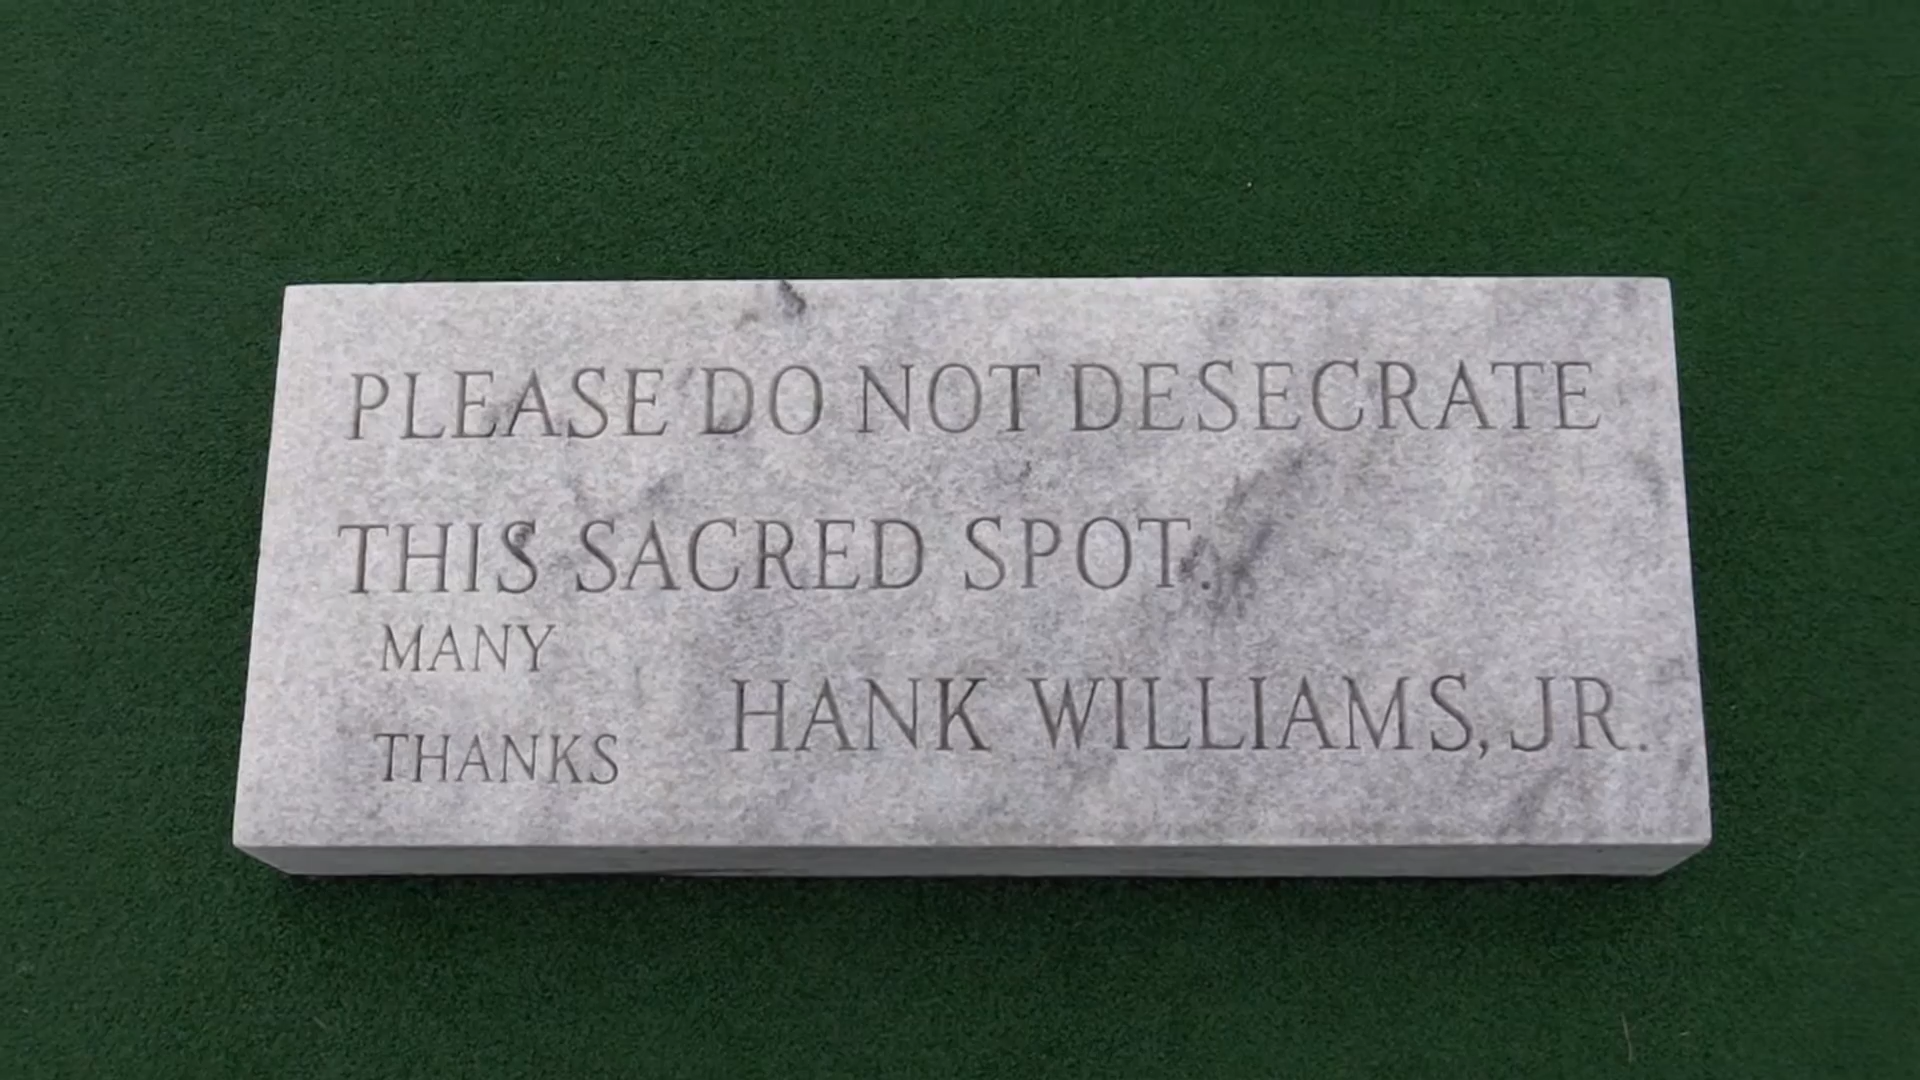 PLEASE DO NOT DESECRATE
THIS SACRED SPOT.
MANY
THANKS
HANK WILLIAMS, JR.